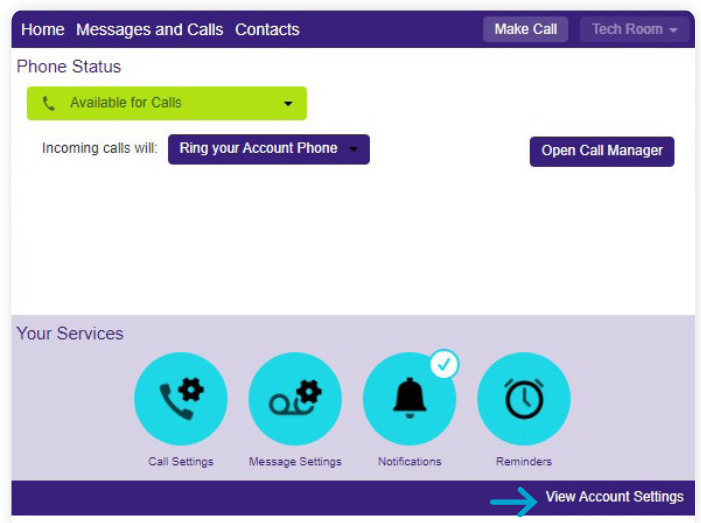 Home Messages and Calls Contacts Make Call Tech Room
Phone Status
Available for Calls
Incoming calls will: Ring your Account Phone Open Call Manager
Your Services
Call Settings Message Settings Notifications Reminders
View Account Settings